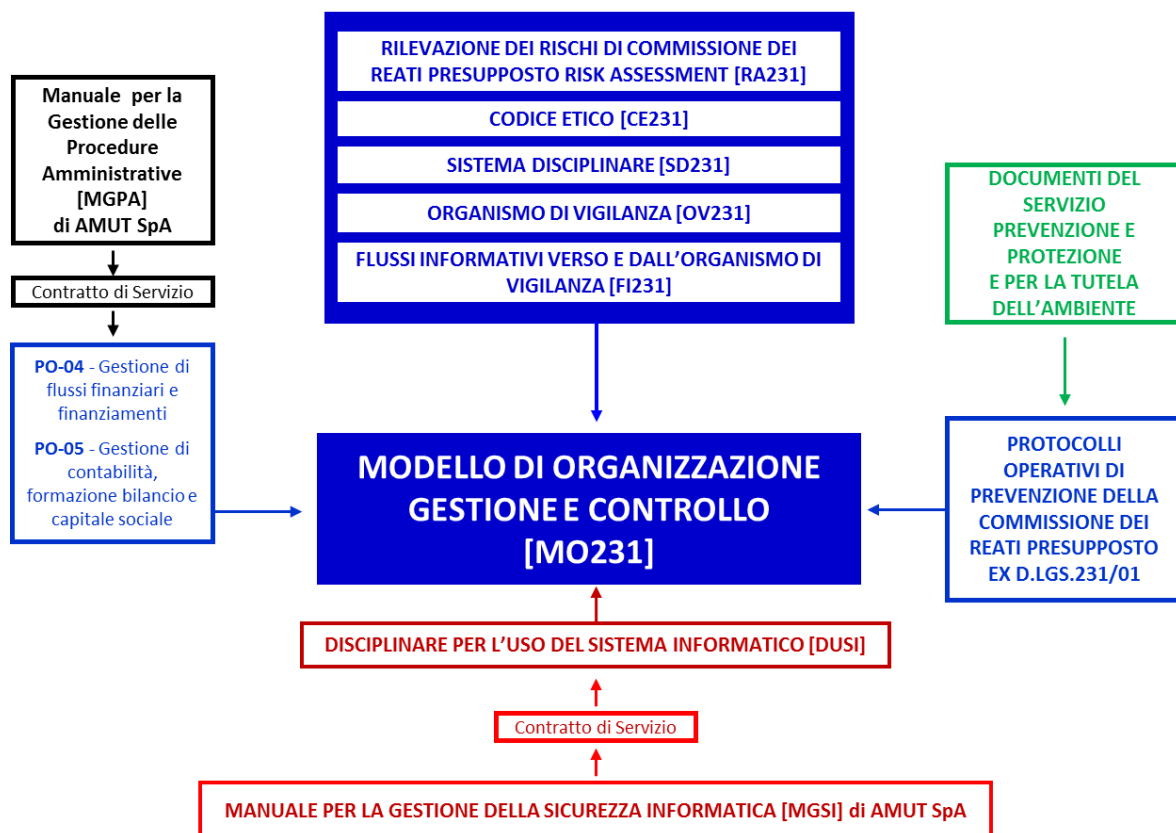 RILEVAZIONE DEI RISCHI DI COMMISSIONE DEI
REATI PRESUPPOSTO RISK ASSESSMENT [RA231]
CODICE ETICO [CE231]
SISTEMA DISCIPLINARE [SD231]
ORGANISMO DI VIGILANZA [OV231]
FLUSSI INFORMATIVI VERSO E DALL'ORGANISMO DI
VIGILANZA [FI231]
Manuale per la
Gestione delle
Procedure
Amministrative
[MGPA]
di AMUT SpA
Contratto di Servizio
PO-04 - Gestione di
flussi finanziari e
finanziamenti
PO-05 - Gestione di
contabilità,
formazione bilancio e
capitale sociale
DOCUMENTI DEL
SERVIZIO
PREVENZIONE E
PROTEZIONE
E PER LA TUTELA
DELL'AMBIENTE
PROTOCOLLI
OPERATIVI DI
PREVENZIONE DELLA
COMMISSIONE DEI
REATI PRESUPPOSTO
EX D.LGS.231/01
MODELLO DI ORGANIZZAZIONE
GESTIONE E CONTROLLO
[MO231]
DISCIPLINARE PER L'USO DEL SISTEMA INFORMATICO [DUSI]
Contratto di Servizio
MANUALE PER LA GESTIONE DELLA SICUREZZA INFORMATICA [MGSI] di AMUT SpA